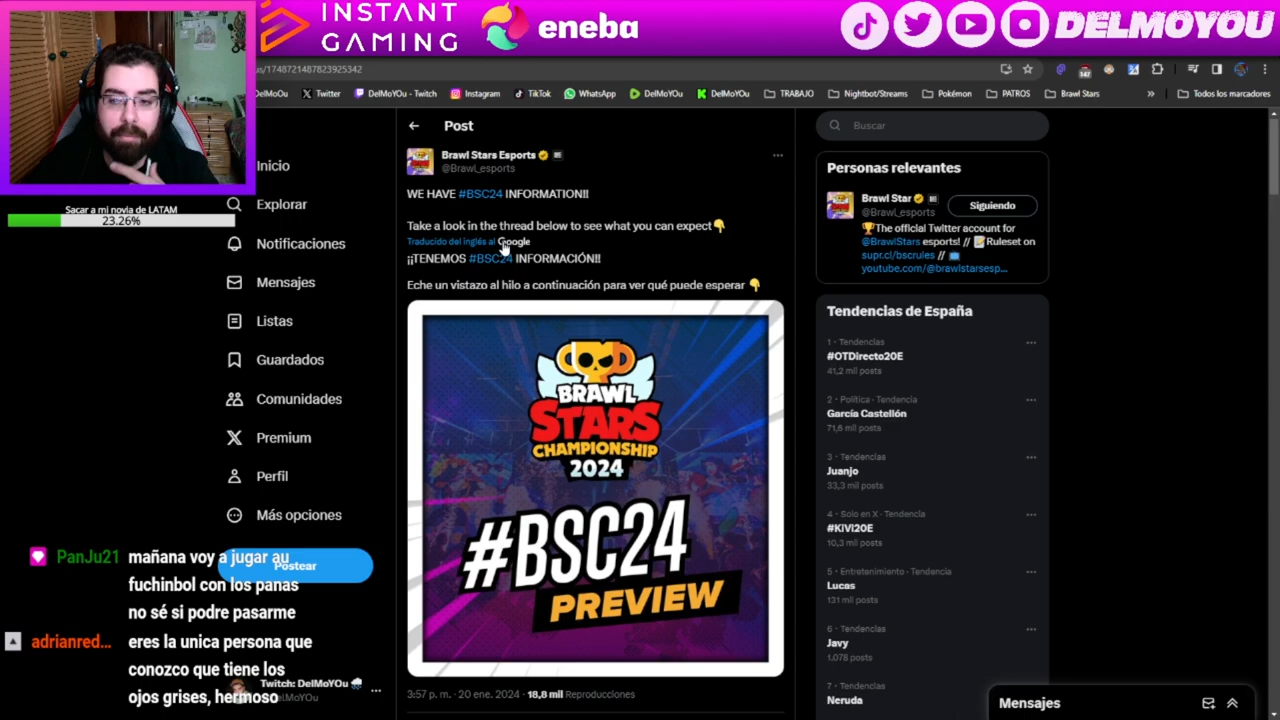 INSTANT
GAMING
eneba
DELMOYOU
us/1748721487823925342
147
DelMoOu
Twitter
DelMoYOu - Twitch
Instagram
TikTok
WhatsApp
DelMoYOu
DelMoYOu
TRABAJO
Nightbot/Streams
Pokémon
PATROS
Brawl Stars
»
Todos los marcadores
Sacar a mi novia de LATAM
23.26%
Inicio
Explorar
Notificaciones
Mensajes
Listas
Guardados
Comunidades
Premium
Perfil
Más opciones
Postear
PanJu21 mañana voy a jugar au
fuchinbol con los panas
no sé si podre pasarme
adrianred... eres la unica persona que
conozco que tiene los
ojos grises, hermoso
Twitch: DelMoYOu
DelMoYOu
Post
Brawl Stars Esports
@Brawl_esports
WE HAVE #BSC24 INFORMATION!!
Take a look in the thread below to see what you can expect👇
Traducido del inglés al Google
¡¡TENEMOS #BSC24 INFORMACIÓN!!
Eche un vistazo al hilo a continuación para ver qué puede esperar 👇
BRAWL
STARS
CHAMPIONSHIP
2024
#BSC24
PREVIEW
3:57 p. m. · 20 ene. 2024 · 18,8 mil Reproducciones
Buscar
Personas relevantes
Brawl Star
@Brawl_esports
Siguiendo
🏆The official Twitter account for
@BrawlStars esports! // 📝Ruleset on
supr.cl/bscrules // 📺
youtube.com/@brawlstarsesp...
Tendencias de España
1 · Tendencias
#OTDirecto20E
41,2 mil posts
2 · Política · Tendencia
García Castellón
71,6 mil posts
3 · Tendencias
Juanjo
33,3 mil posts
4 · Solo en X · Tendencia
#KIVI20E
10,3 mil posts
5 · Entretenimiento · Tendencia
Lucas
131 mil posts
6 · Tendencias
Javy
1.078 posts
7 · Tendencias
Neruda
Mensajes